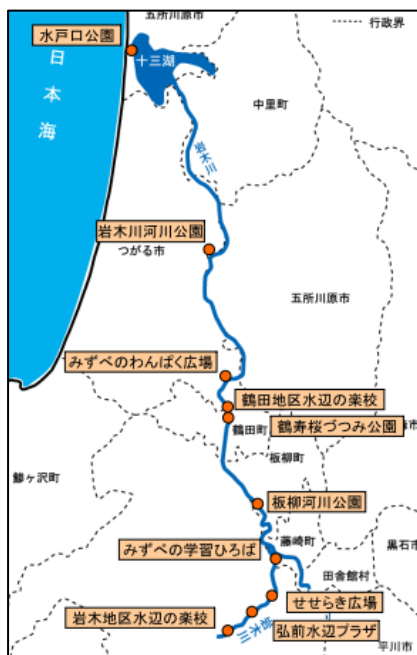 五所川原市
行政界
水戸口公園
十三湖
日本海
中里町
岩木川
岩木川河川公園
つがる市
五所川原市
みずべのわんぱく広場
鶴田地区水辺の楽校
鶴寿桜づつみ公園
鶴田町
板柳町
鰺ヶ沢町
板柳河川公園
藤崎町
黒石市
みずべの学習ひろば
田舎館村
せせらぎ広場
岩木地区水辺の楽校
岩木川
弘前水辺プラザ
平川市